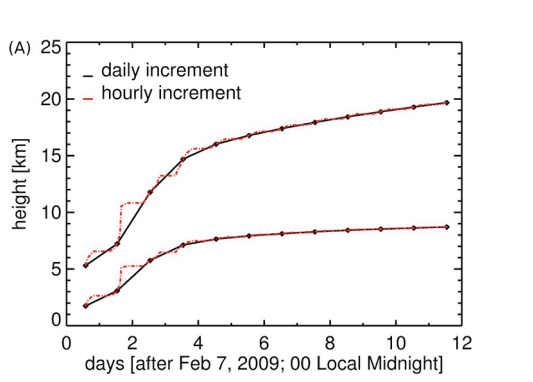 (A)
25
20
15
10
5
0
height [km]
daily increment
hourly increment
0 2 4 6 8 10 12
days [after Feb 7, 2009; 00 Local Midnight]